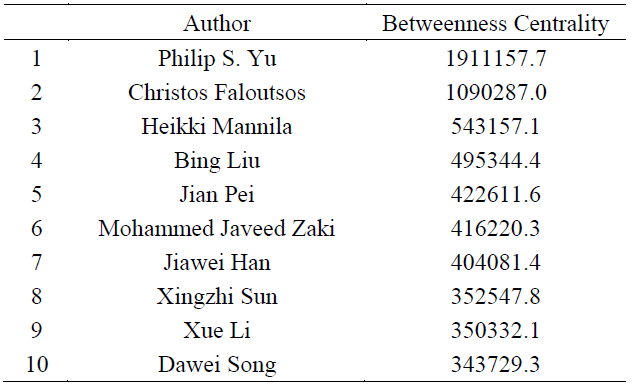 Author Betweenness Centrality
1 Philip S. Yu 1911157.7
2 Christos Faloutsos 1090287.0
3 Heikki Mannila 543157.1
4 Bing Liu 495344.4
5 Jian Pei 422611.6
6 Mohammed Javeed Zaki 416220.3
7 Jiawei Han 404081.4
8 Xingzhi Sun 352547.8
9 Xue Li 350332.1
10 Dawei Song 343729.3